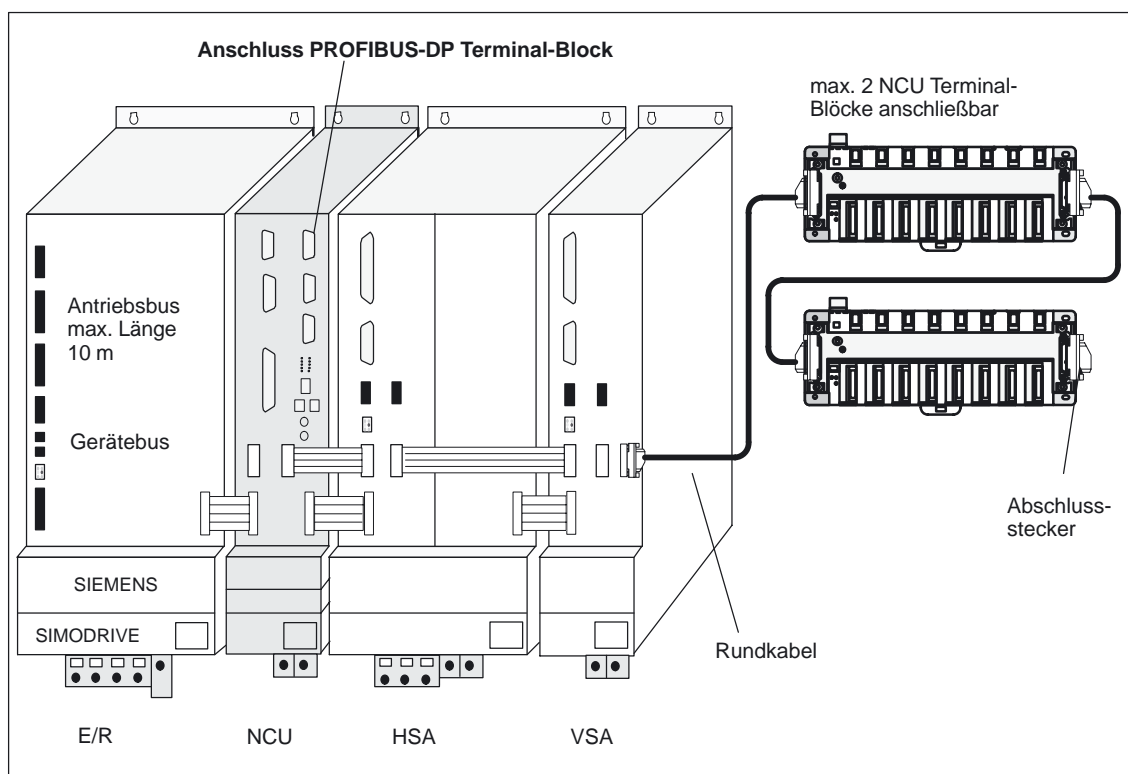 Anschluss PROFIBUS-DP Terminal-Block
max. 2 NCU Terminal-
Blöcke anschließbar
Antriebsbus
max. Länge
10 m
Gerätebus
Abschluss-
stecker
SIEMENS
SIMODRIVE
Rundkabel
E/R
NCU
HSA
VSA